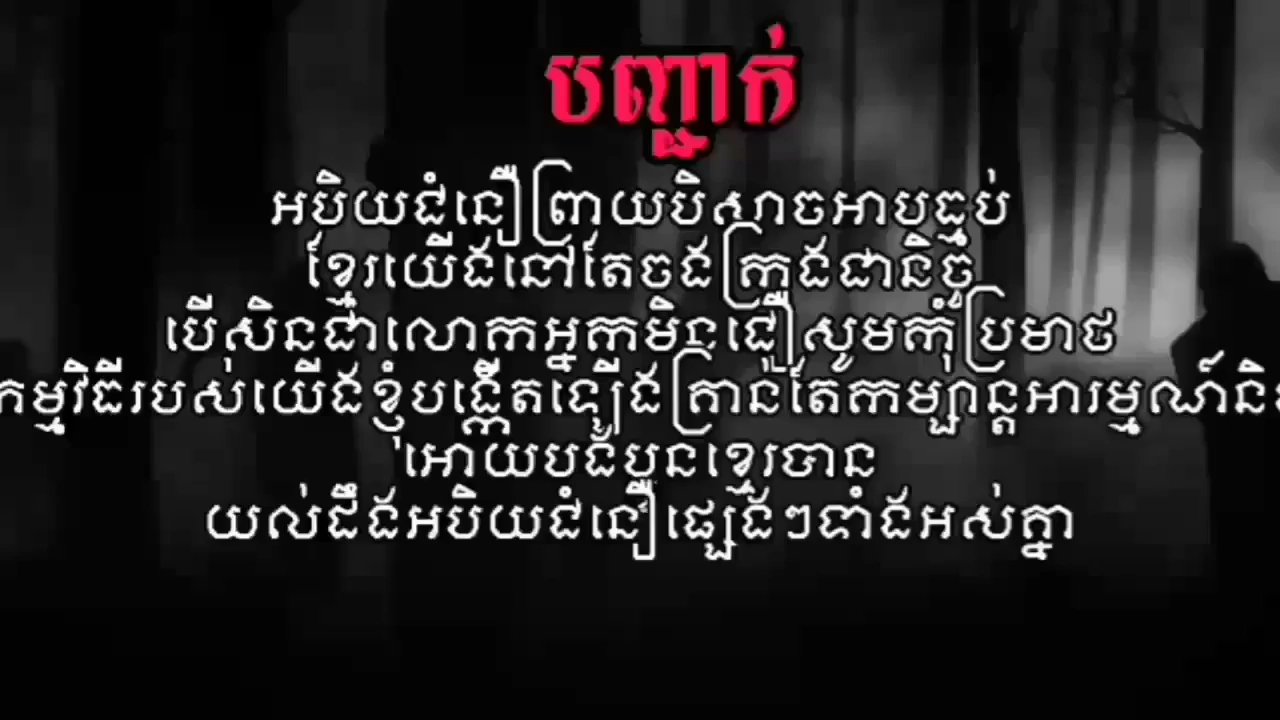 បញ្ជាក់
អបិយជំនឿព្រាយបិសាចអាបធ្មប់
ខ្មែរយើងនៅតែចងក្រងជានិច្ច
បើសិនជាលោកអ្នកមិនជឿសូមកុំប្រមាថ
កម្មវិធីរបស់យើងខ្ញុំបង្កើតឡើងគ្រាន់តែកម្សាន្តអារម្មណ៍និង
អោយបងប្អូនខ្មែរបាន
យល់ដឹងអបិយជំនឿផ្សេងៗទាំងអស់គ្នា